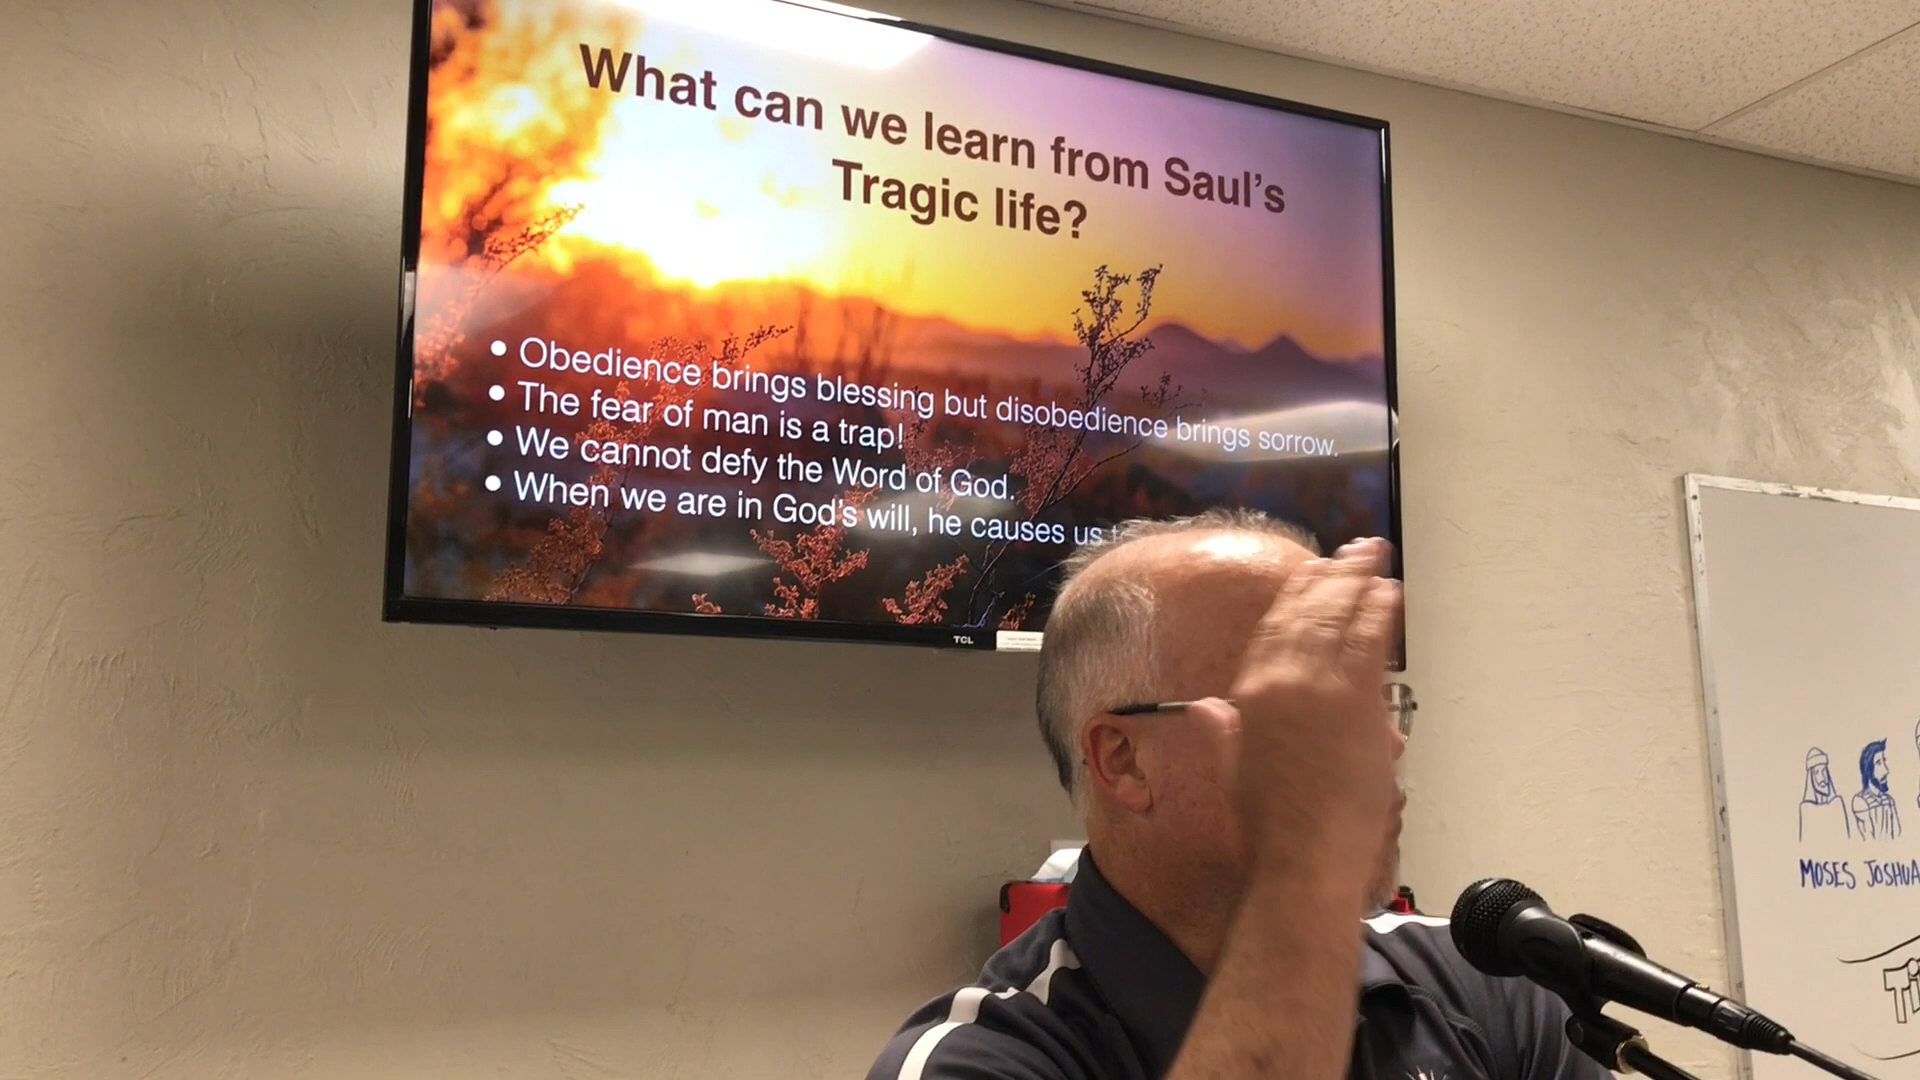 What can we learn from Saul's
Tragic life?
• Obedience brings blessing but disobedience brings sorrow.
• The fear of man is a trap!
• We cannot defy the Word of God.
• When we are in God's will, he causes us
TCL
MOSES JOSHUA